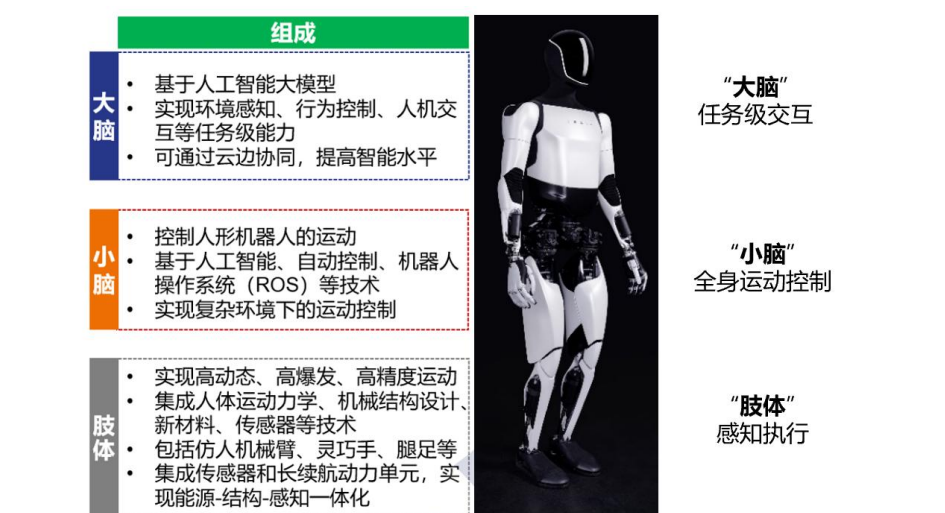 组成
大脑
• 基于人工智能大模型
• 实现环境感知、行为控制、人机交
互等任务级能力
• 可通过云边协同，提高智能水平
“大脑”
任务级交互
小脑
• 控制人形机器人的运动
• 基于人工智能、自动控制、机器人
操作系统（ROS）等技术
• 实现复杂环境下的运动控制
“小脑”
全身运动控制
肢体
• 实现高动态、高爆发、高精度运动
• 集成人体运动力学、机械结构设计、
新材料、传感器等技术
• 包括仿人机械臂、灵巧手、腿足等
• 集成传感器和长续航动力单元，实
现能源-结构-感知一体化
“肢体”
感知执行